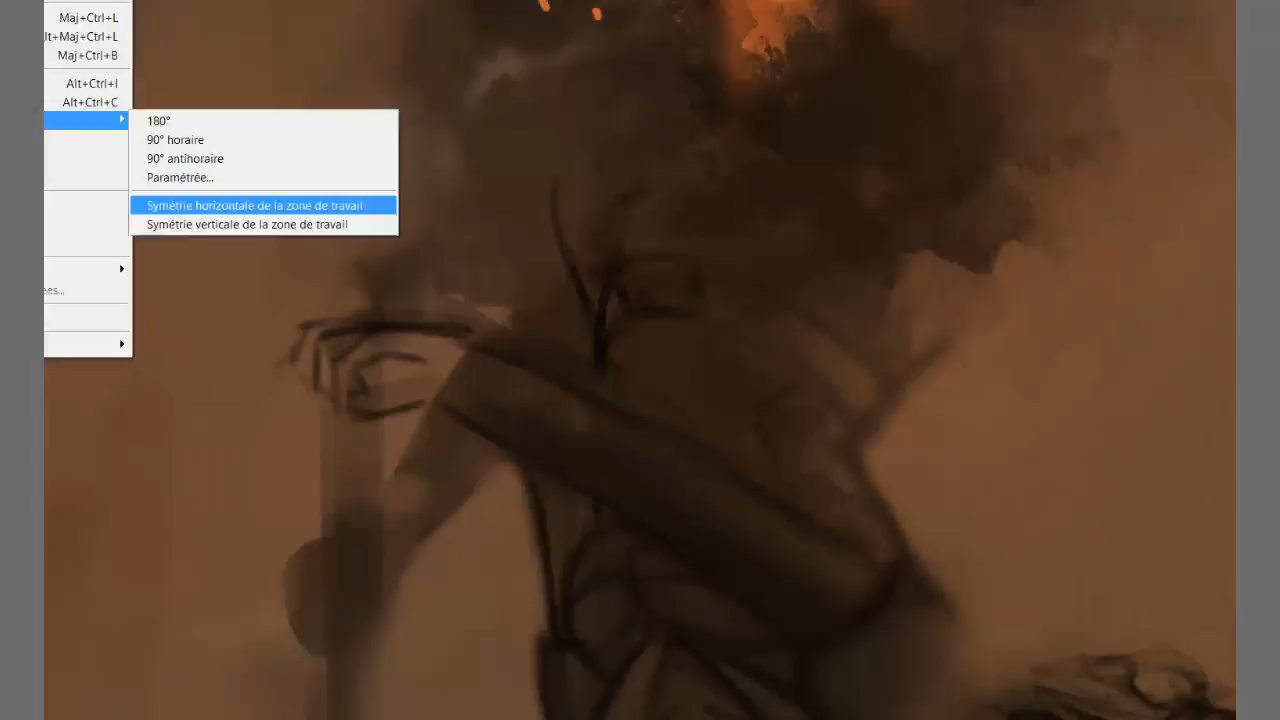 Maj+Ctrl+L
lt+Maj+Ctrl+L
Maj+Ctrl+B
Alt+Ctrl+I
Alt+Ctrl+C
180°
90° horaire
90° antihoraire
Paramétrée...
Symétrie horizontale de la zone de travail
Symétrie verticale de la zone de travail
ees...